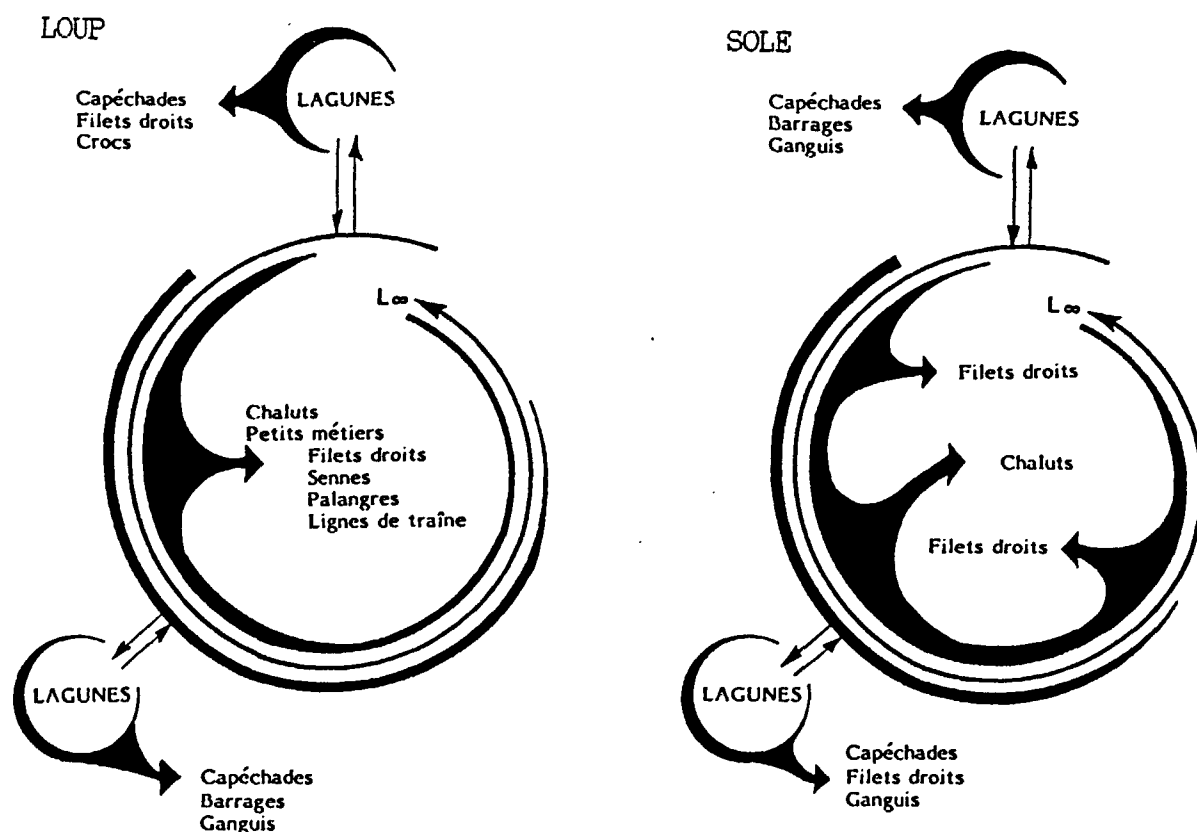 LOUP
Capéchades
Filets droits
Crocs
LAGUNES
L∞
Chaluts
Petits métiers
Filets droits
Sennes
Palangres
Lignes de traîne
LAGUNES
Capéchades
Barrages
Ganguis
SOLE
Capéchades
Barrages
Ganguis
LAGUNES
L∞
Filets droits
Chaluts
Filets droits
LAGUNES
Capéchades
Filets droits
Ganguis